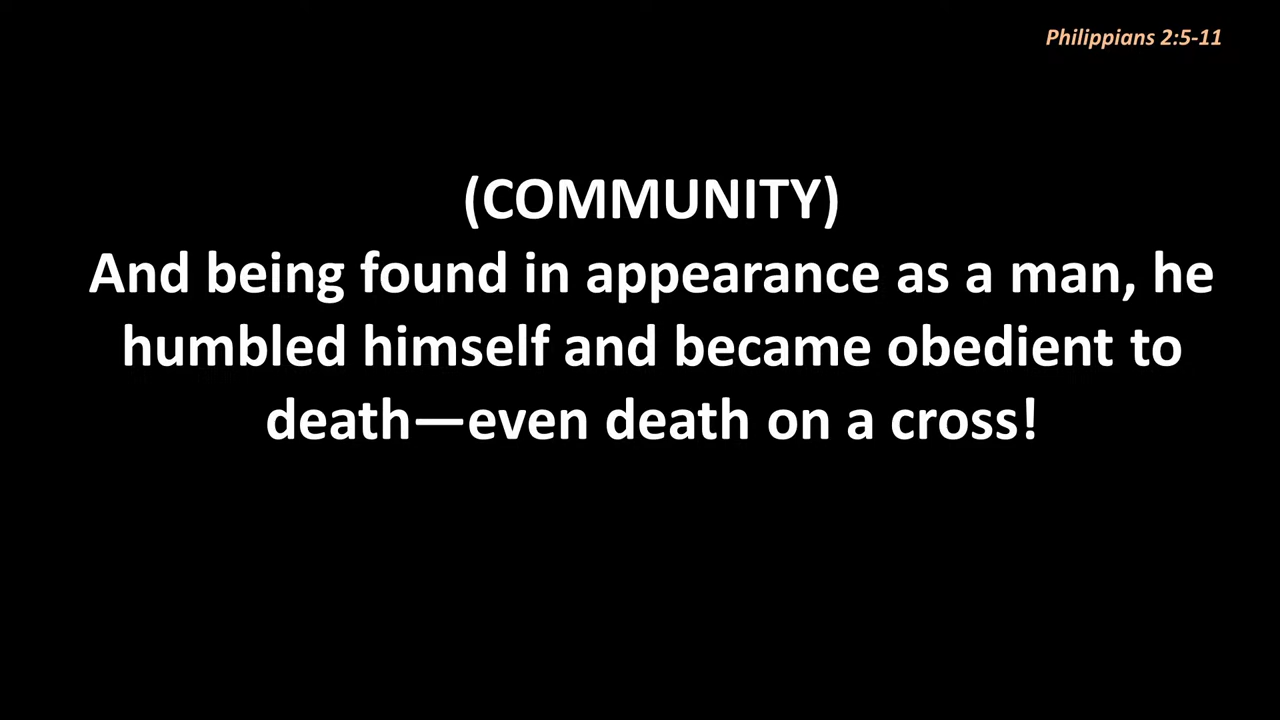 Philippians 2:5-11
(COMMUNITY)
And being found in appearance as a man, he
humbled himself and became obedient to
death—even death on a cross!